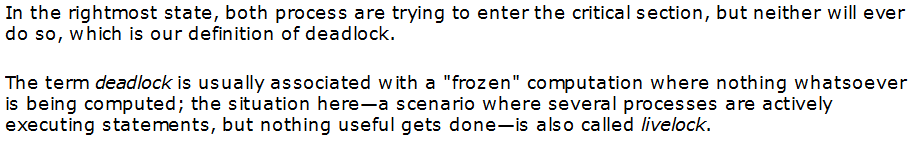 In the rightmost state, both process are trying to enter the critical section, but neither will ever
do so, which is our definition of deadlock.
The term deadlock is usually associated with a "frozen" computation where nothing whatsoever
is being computed; the situation here—a scenario where several processes are actively
executing statements, but nothing useful gets done—is also called livelock.